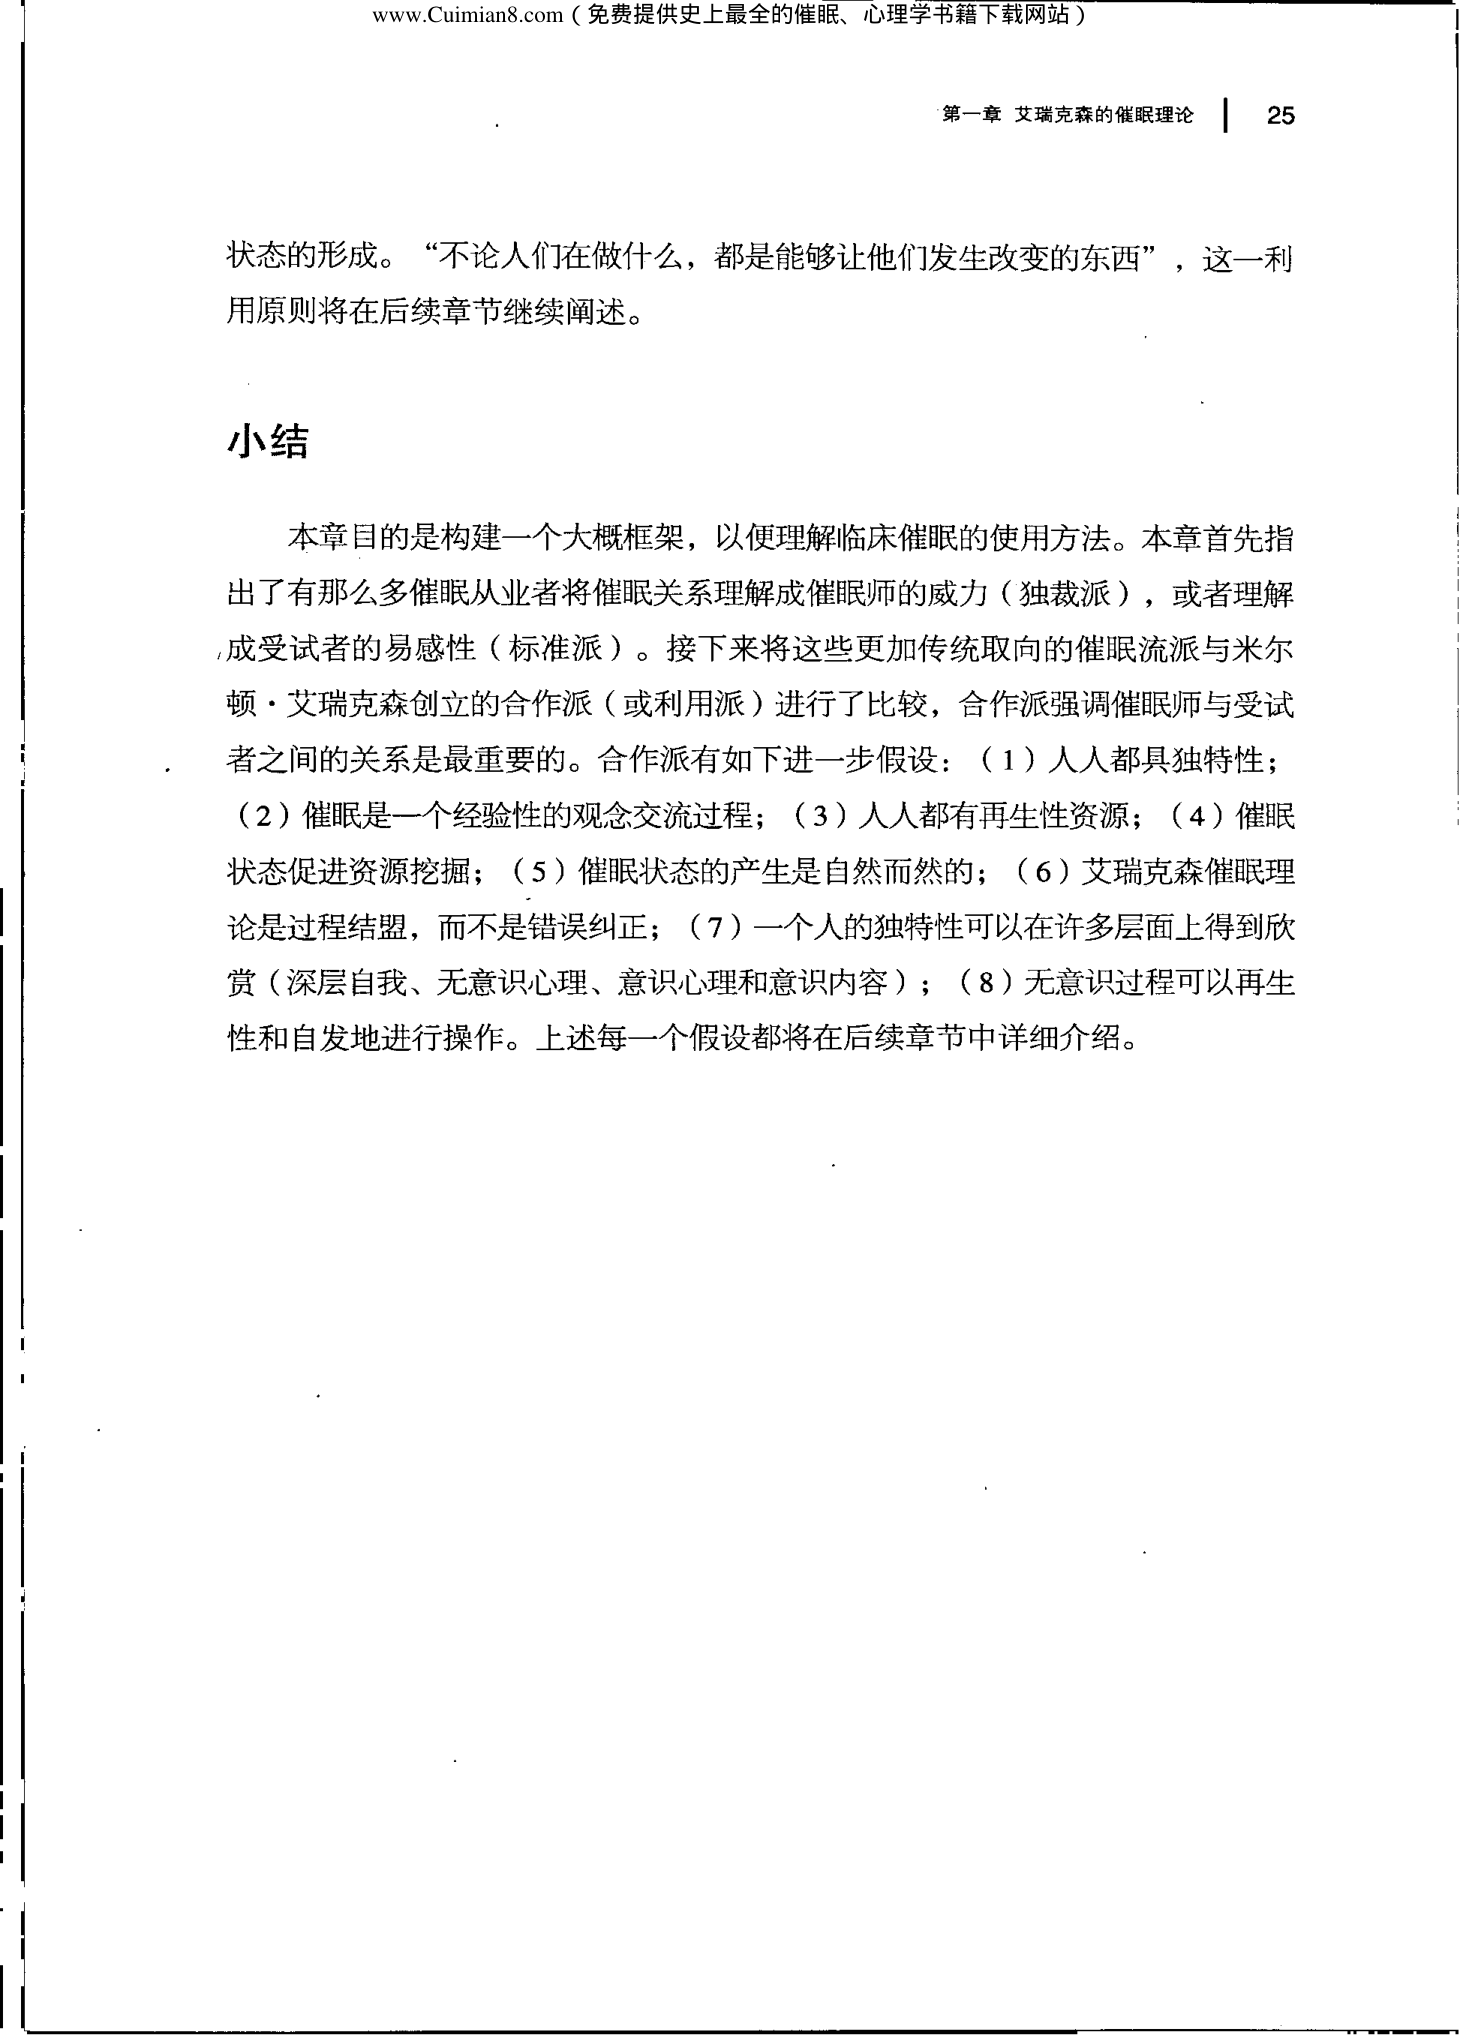 www.Cuimian8.com（免费提供史上最全的催眠、心理学书籍下载网站）
第一章 艾瑞克森的催眠理论 25
状态的形成。“不论人们在做什么，都是能够让他们发生改变的东西”，这一利
用原则将在后续章节继续阐述。
小结
本章目的是构建一个大概框架，以便理解临床催眠的使用方法。本章首先指
出了有那么多催眠从业者将催眠关系理解成催眠师的威力（独裁派），或者理解
成受试者的易感性（标准派）。接下来将这些更加传统取向的催眠流派与米尔
顿·艾瑞克森创立的合作派（或利用派）进行了比较，合作派强调催眠师与受试
者之间的关系是最重要的。合作派有如下进一步假设：（1）人人都具独特性；
（2）催眠是一个经验性的观念交流过程；（3）人人都有再生性资源；（4）催眠
状态促进资源挖掘；（5）催眠状态的产生是自然而然的；（6）艾瑞克森催眠理
论是过程结盟，而不是错误纠正；（7）一个人的独特性可以在许多层面上得到欣
赏（深层自我、无意识心理、意识心理和意识内容）；（8）无意识过程可以再生
性和自发地进行操作。上述每一个假设都将在后续章节中详细介绍。